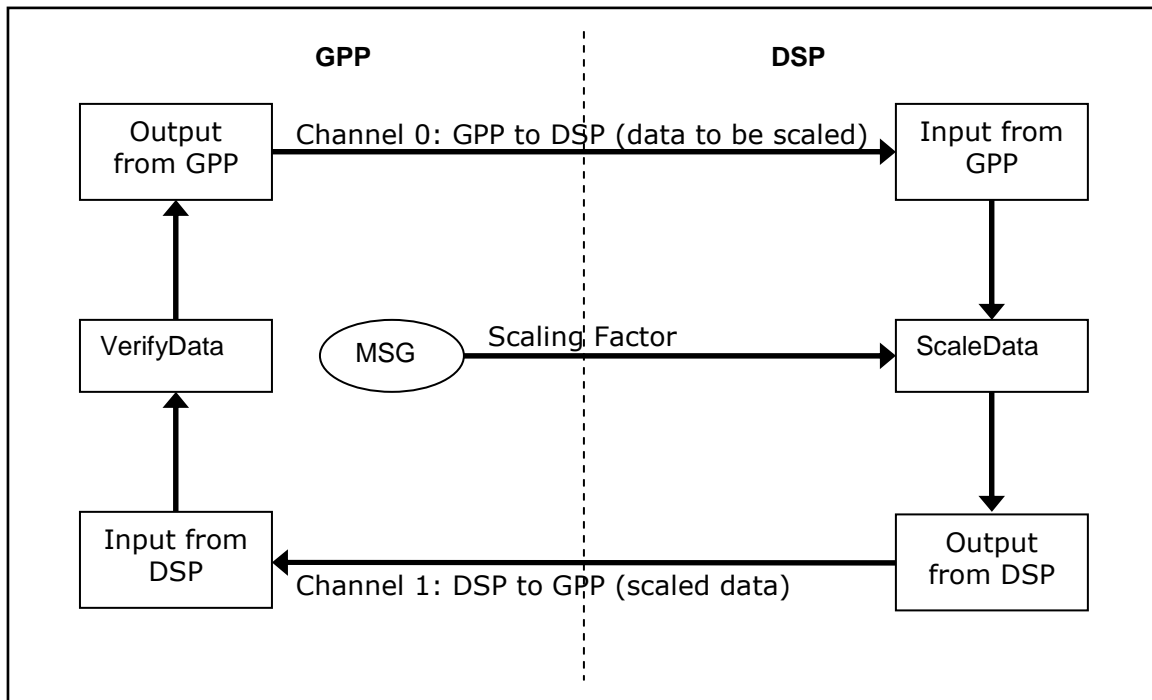 GPP
DSP
Output
from GPP
Channel 0: GPP to DSP (data to be scaled)
Input from
GPP
VerifyData
MSG
Scaling Factor
ScaleData
Input from
DSP
Channel 1: DSP to GPP (scaled data)
Output
from DSP